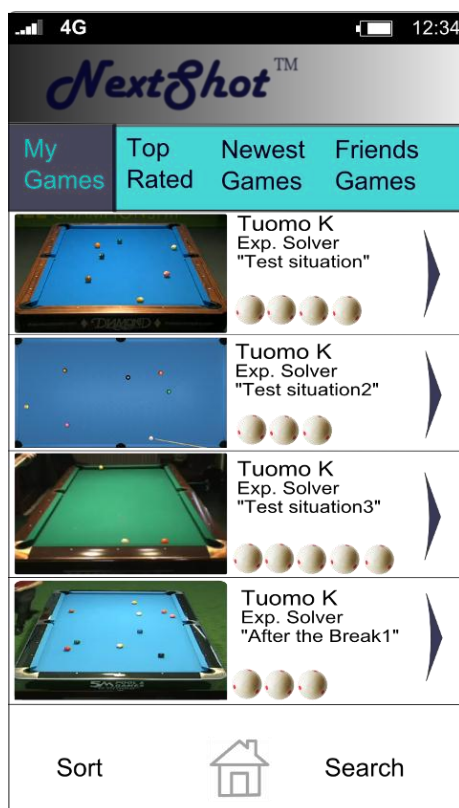 4G 12:34
NextShot™
My Games
Top Rated
Newest Games
Friends Games
Tuomo K
Exp. Solver
"Test situation"
DIAMOND
Tuomo K
Exp. Solver
"Test situation2"
Tuomo K
Exp. Solver
"Test situation3"
Tuomo K
Exp. Solver
"After the Break1"
Sort
Search